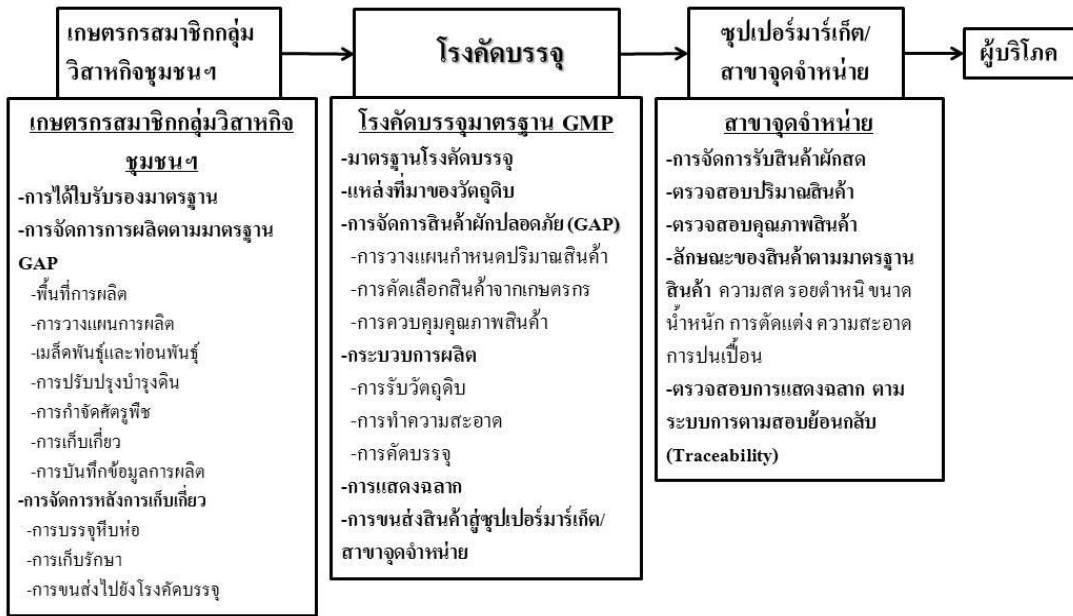 เกษตรกรสมาชิกกลุ่ม
วิสาหกิจชุมชนฯ
โรงคัดบรรจุ
ซุปเปอร์มาร์เก็ต/
สาขาจุดจำหน่าย
ผู้บริโภค
เกษตรกรสมาชิกกลุ่มวิสาหกิจ
ชุมชนฯ
-การได้ใบรับรองมาตรฐาน
-การจัดการการผลิตตามมาตรฐาน
GAP
-พื้นที่การผลิต
-การวางแผนการผลิต
-เมล็ดพันธุ์และท่อนพันธุ์
-การปรับปรุงบำรุงดิน
-การกำจัดศัตรูพืช
-การเก็บเกี่ยว
-การบันทึกข้อมูลการผลิต
-การจัดการหลังการเก็บเกี่ยว
-การบรรจุหีบห่อ
-การเก็บรักษา
-การขนส่งไปยังโรงคัดบรรจุ
โรงคัดบรรจุมาตรฐาน GMP
-มาตรฐานโรงคัดบรรจุ
-แหล่งที่มาของวัตถุดิบ
-การจัดการสินค้าผักปลอดภัย (GAP)
-การวางแผนกำหนดปริมาณสินค้า
-การคัดเลือกสินค้าจากเกษตรกร
-การควบคุมคุณภาพสินค้า
-กระบวบการผลิต
-การรับวัตถุดิบ
-การทำความสะอาด
-การคัดบรรจุ
-การแสดงฉลาก
-การขนส่งสินค้าสู่ซุปเปอร์มาร์เก็ต/
สาขาจุดจำหน่าย
สาขาจุดจำหน่าย
-การจัดการรับสินค้าผักสด
-ตรวจสอบปริมาณสินค้า
-ตรวจสอบคุณภาพสินค้า
-ลักษณะของสินค้าตามมาตรฐาน
สินค้า ความสด รอยตำหนิ ขนาด
น้ำหนัก การตัดแต่ง ความสะอาด
การปนเปื้อน
-ตรวจสอบการแสดงฉลาก ตาม
ระบบการตามสอบย้อนกลับ
(Traceability)